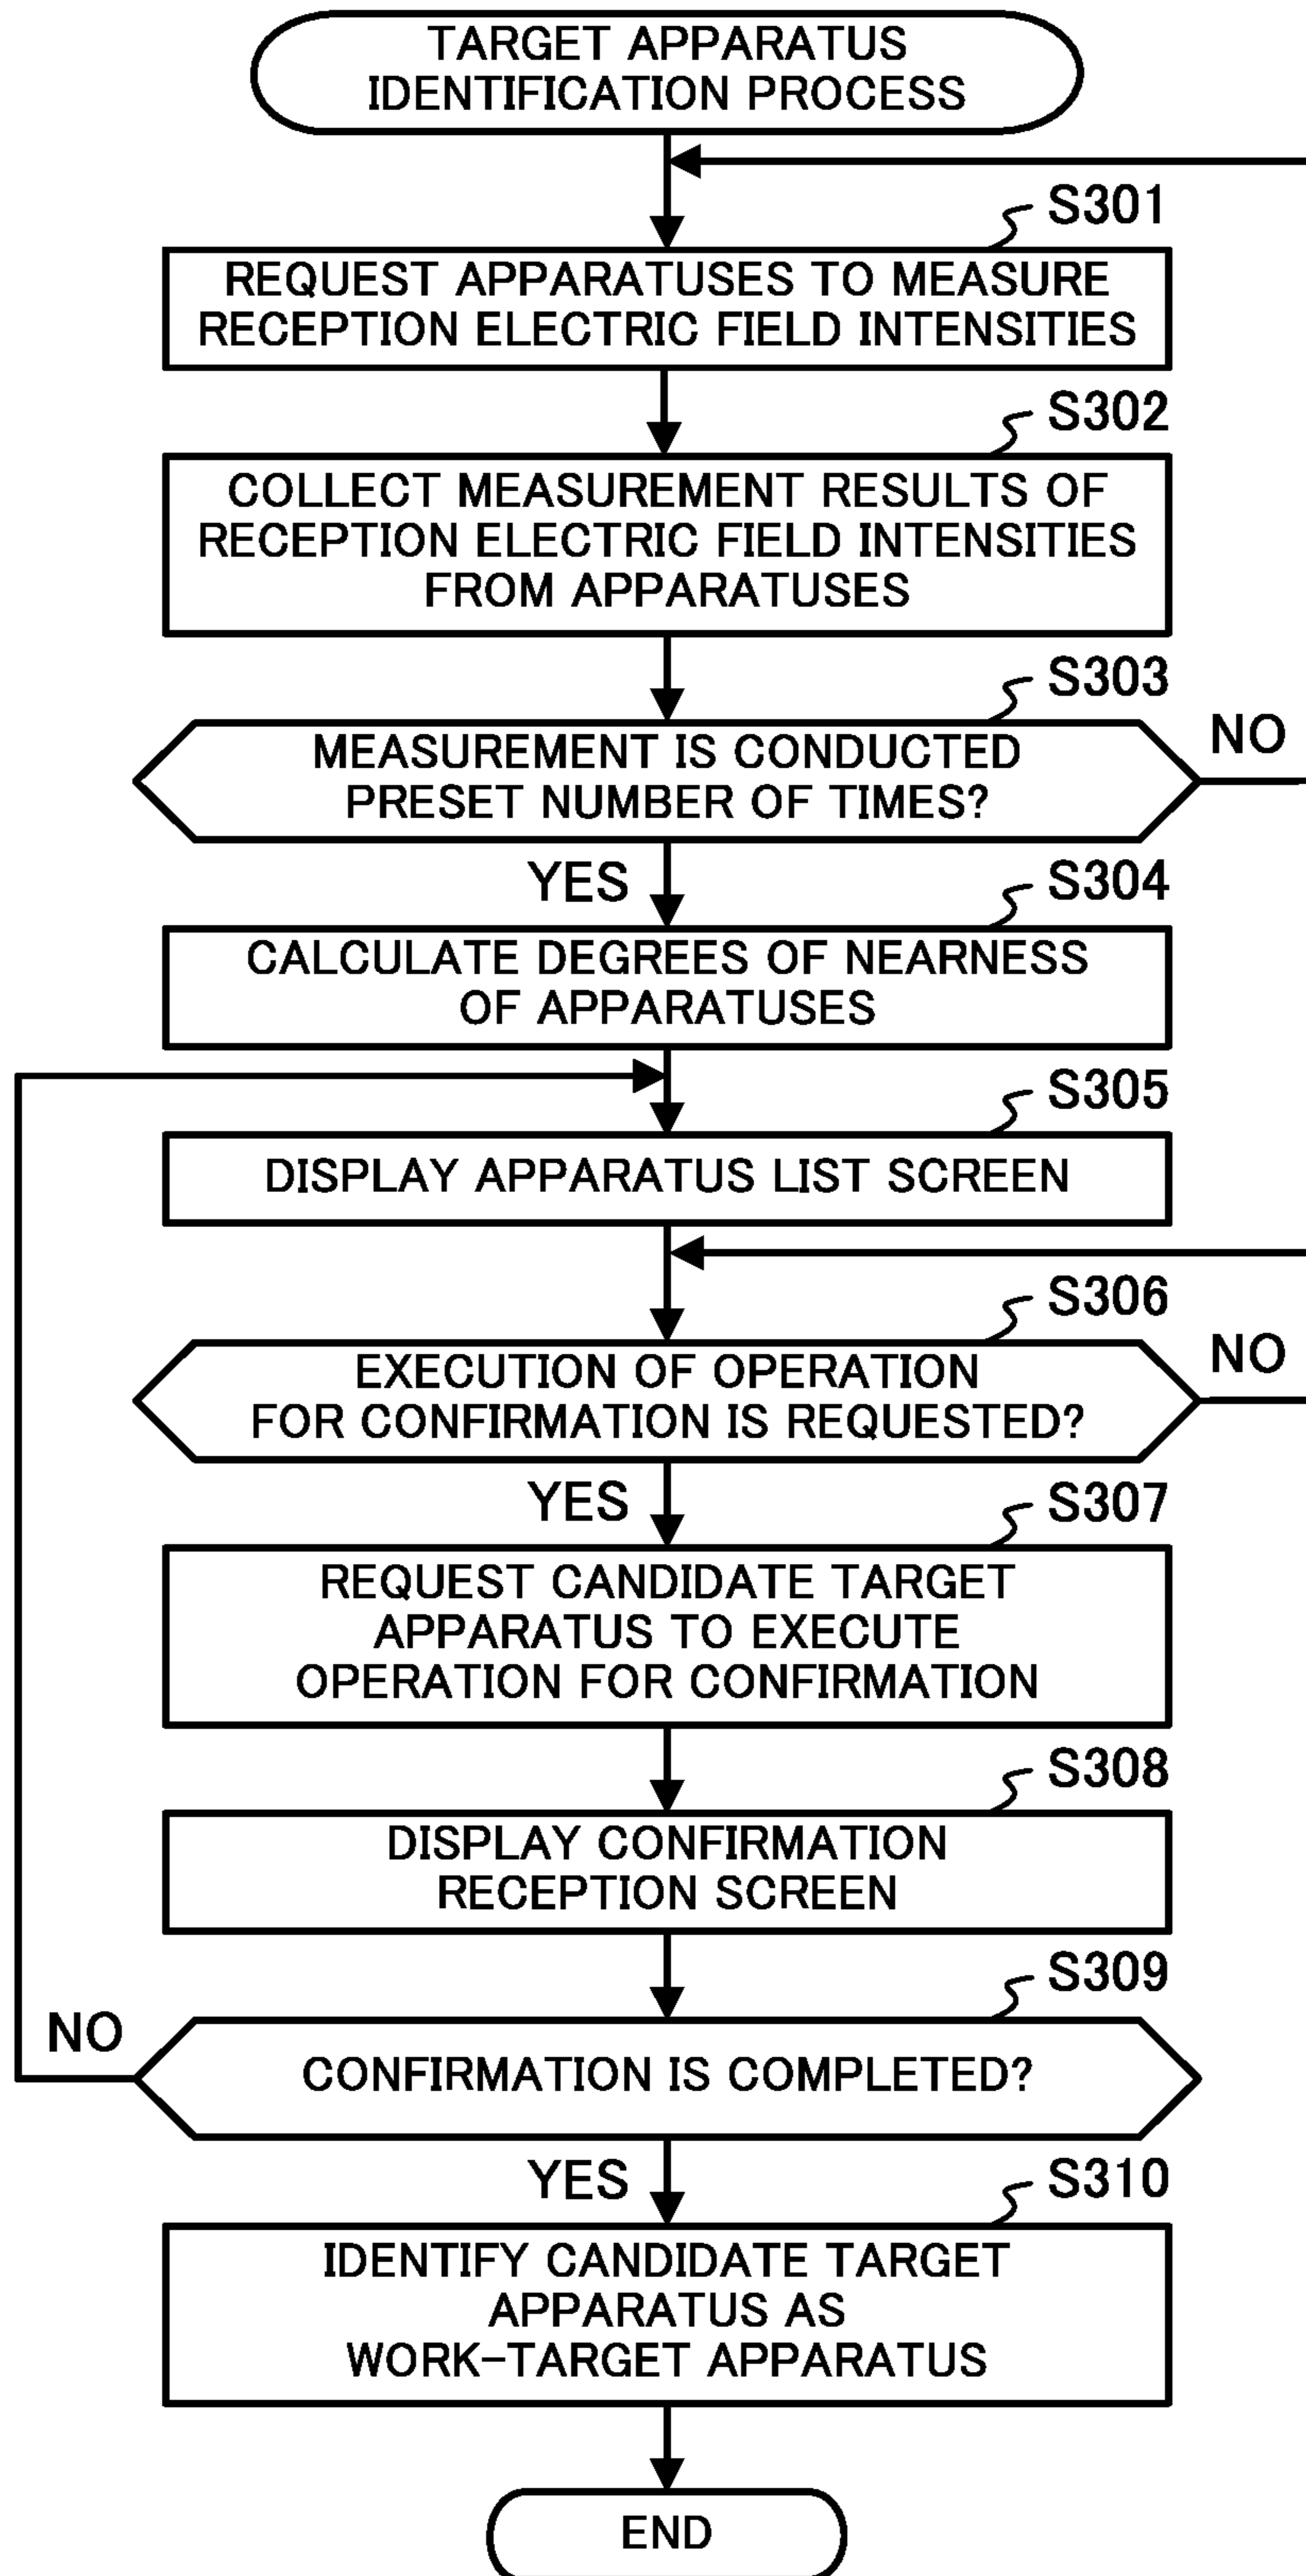 TARGET APPARATUS
IDENTIFICATION PROCESS
S301
REQUEST APPARATUSES TO MEASURE
RECEPTION ELECTRIC FIELD INTENSITIES
S302
COLLECT MEASUREMENT RESULTS OF
RECEPTION ELECTRIC FIELD INTENSITIES
FROM APPARATUSES
S303
MEASUREMENT IS CONDUCTED
PRESET NUMBER OF TIMES?
NO
YES
S304
CALCULATE DEGREES OF NEARNESS
OF APPARATUSES
S305
DISPLAY APPARATUS LIST SCREEN
S306
EXECUTION OF OPERATION
FOR CONFIRMATION IS REQUESTED?
NO
YES
S307
REQUEST CANDIDATE TARGET
APPARATUS TO EXECUTE
OPERATION FOR CONFIRMATION
S308
DISPLAY CONFIRMATION
RECEPTION SCREEN
S309
NO
CONFIRMATION IS COMPLETED?
YES
S310
IDENTIFY CANDIDATE TARGET
APPARATUS AS
WORK-TARGET APPARATUS
END